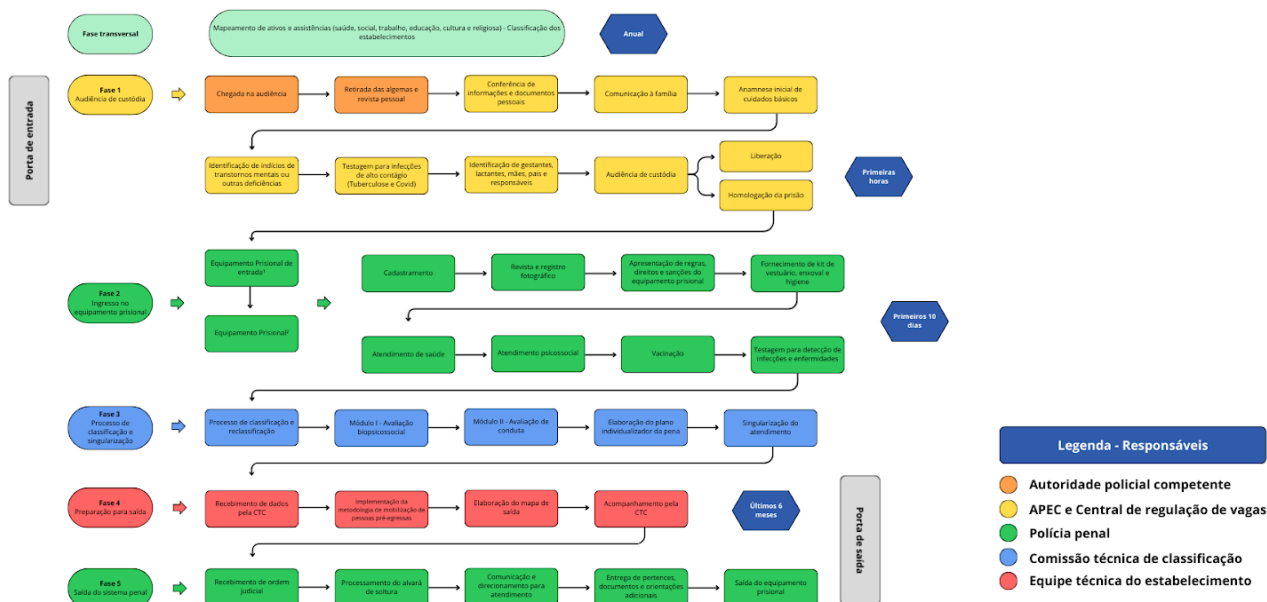 Fase transversal
Mapeamento de ativos e assistências (saúde, social, trabalho, educação, cultura e religiosa) - Classificação dos
estabelecimentos
Anual
Porta de entrada
Fase 1
Audiência de custódia
Chegada na audiência
Retirada das algemas e
revista pessoal
Conferência de
informações e documentos
pessoais
Comunicação à família
Anamnese inicial de
cuidados básicos
Identificação de indícios de
transtornos mentais ou
outras deficiências
Testagem para infecções
de alto contágio
(Tuberculose e Covid)
Identificação de gestantes,
lactantes, mães, pais e
responsáveis
Audiência de custódia
Liberação
Homologação da prisão
Primeiras
horas
Fase 2
Ingressa no
equipamento prisional
Equipamento Prisional de
entrada¹
Equipamento Prisional²
Cadastramento
Revista e registro
fotográfico
Apresentação de regras,
direitos e sanções do
equipamento prisional
Fornecimento de kit de
vestuário, enxoval e
higiene
Atendimento de saúde
Atendimento psicossocial
Vacinação
Testagem para detecção de
infecções e enfermidades
Primeiros 10
dias
Fase 3
Processo de
classificação e
singularização
Processo de classificação e
reclassificação
Módulo I - Avaliação
biopsicossocial
Módulo II - Avaliação de
conduta
Elaboração do plano
individualizador da pena
Singularização do
atendimento
Fase 4
Preparação para saída
Recebimento de dados
pela CTC
Implementação da
metodologia de mobilização de
pessoas pré-egressas
Elaboração do mapa de
saída
Acompanhamento pela
CTC
Últimos 6
meses
Porta de saída
Fase 5
Saída do sistema penal
Recebimento de ordem
judicial
Processamento do alvará
de soltura
Comunicação e
direcionamento para
atendimento
Entrega de pertences,
documentos e orientações
adicionais
Saída do equipamento
prisional
Legenda - Responsáveis
Autoridade policial competente
APEC e Central de regulação de vagas
Polícia penal
Comissão técnica de classificação
Equipe técnica do estabelecimento